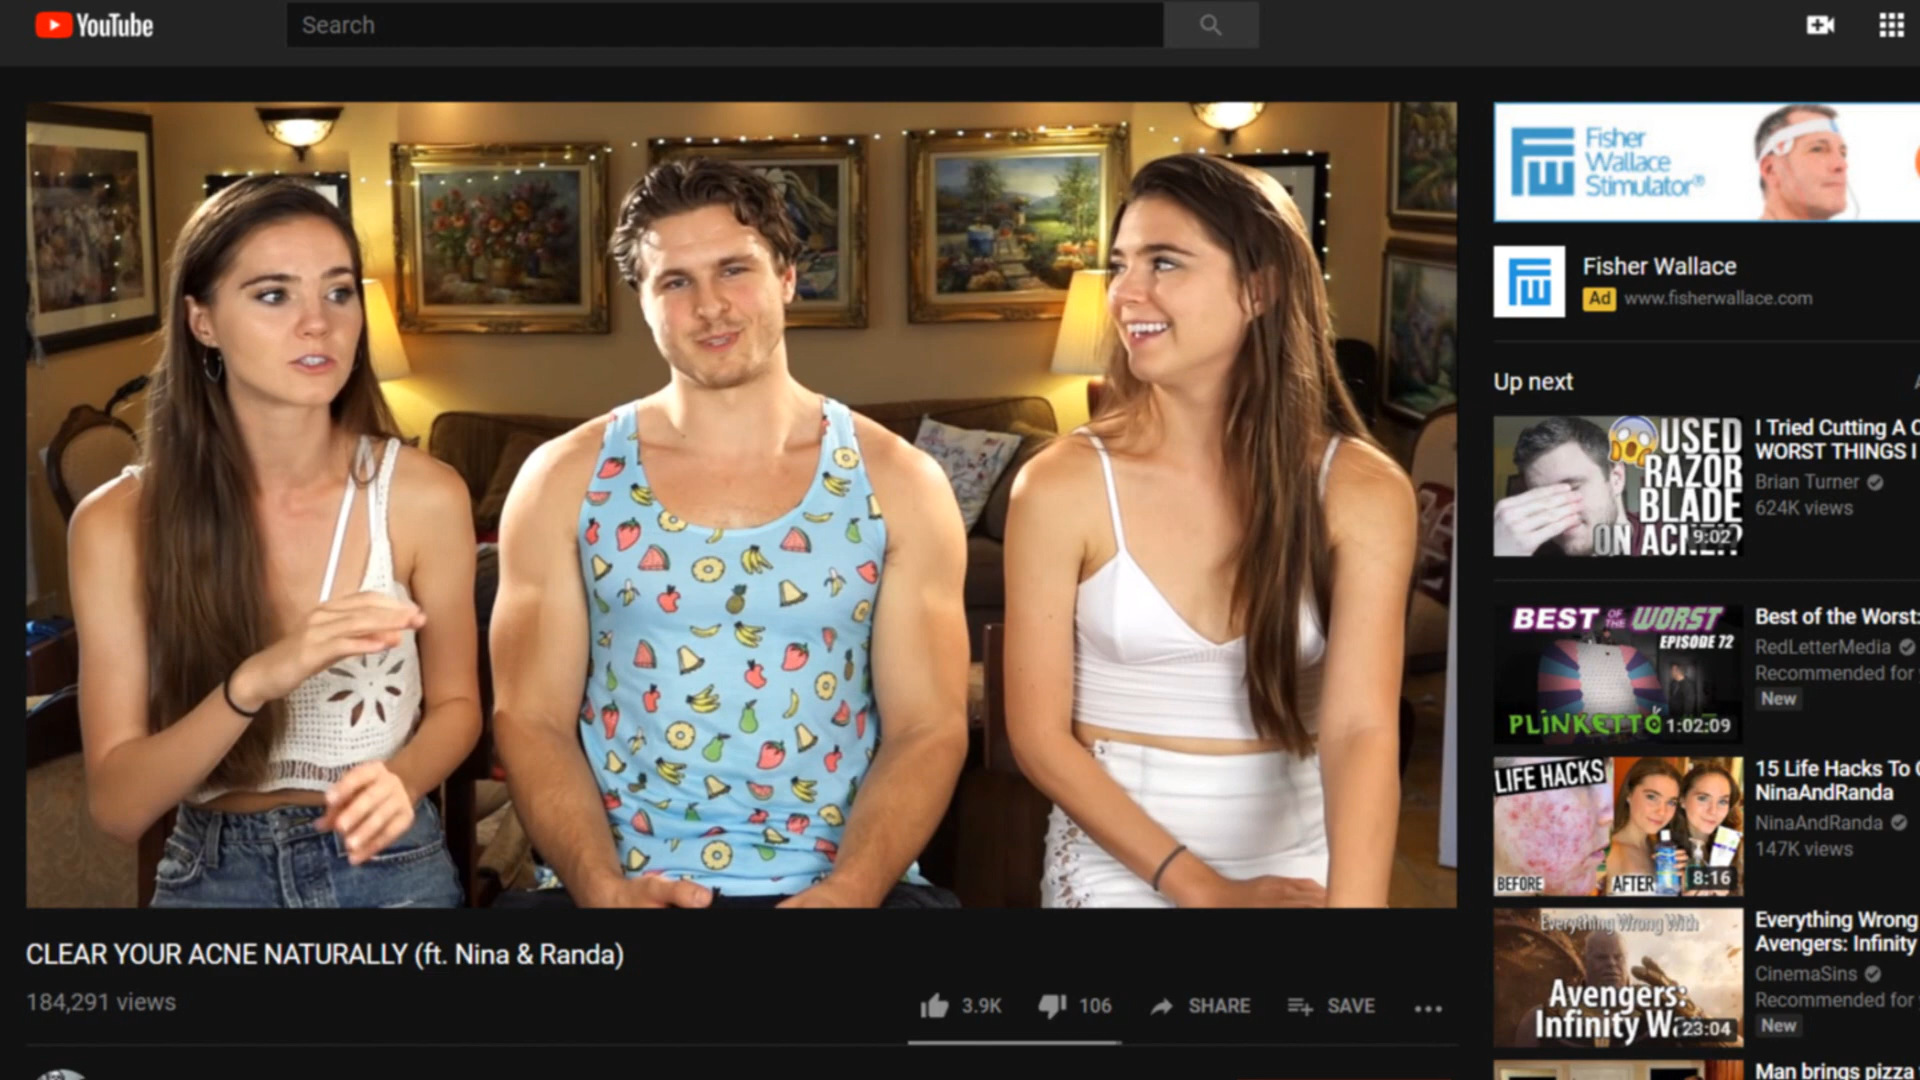 YouTube
Search
Fisher
Wallace
Stimulator®
Fisher Wallace
Ad www.fisherwallace.com
Up next
USED
RAZOR
BLADE
ON ACNE??
9:02
I Tried Cutting A
WORST THINGS I
Brian Turner
624K views
BEST OF THE WORST
EPISODE 72
PLINKETTO
1:02:09
Best of the Worst:
RedLetterMedia
Recommended for
New
LIFE HACKS
BEFORE
AFTER
8:16
15 Life Hacks To
NinaAndRanda
NinaAndRanda
147K views
Everything Wrong With
Avengers:
Infinity
23:04
Everything Wrong
Avengers: Infinity
CinemaSins
Recommended for
New
Man brings pizza
CLEAR YOUR ACNE NATURALLY (ft. Nina & Randa)
184,291 views
3.9K
106
SHARE
SAVE